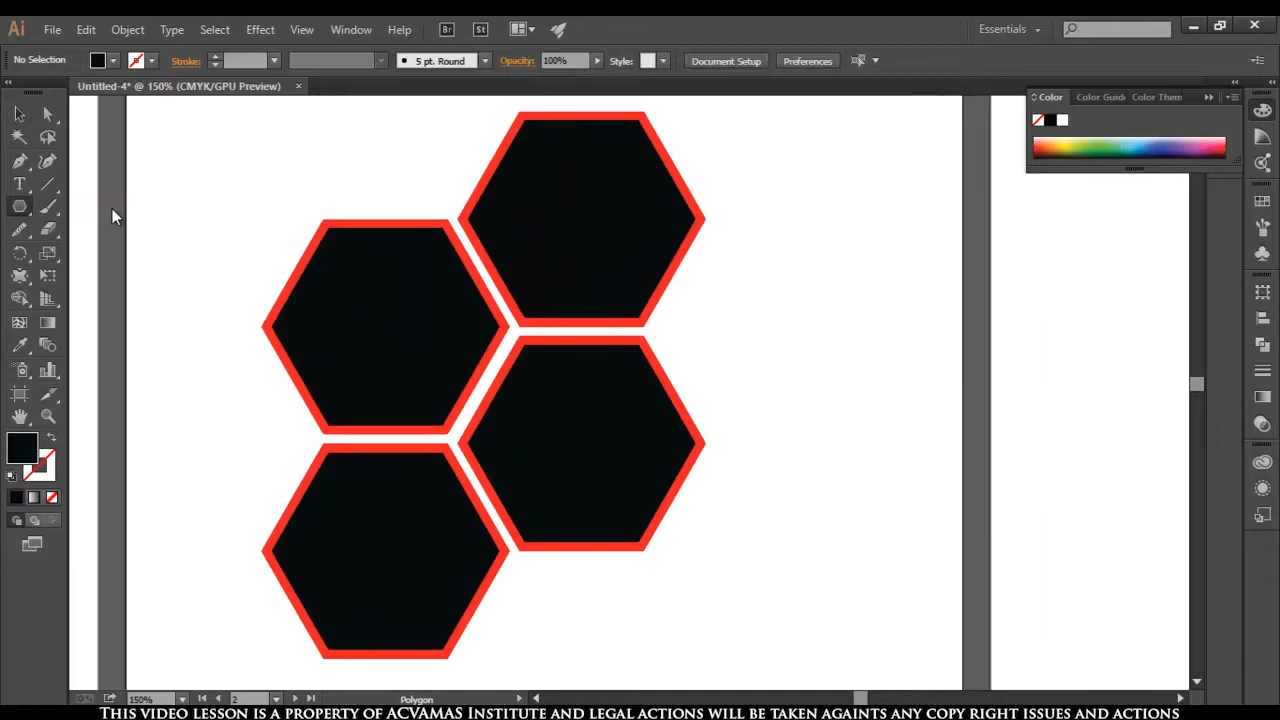 Ai File Edit Object Type Select Effect View Window Help Br St Essentials
No Selection Stroke: 5 pt. Round Opacity: 100% Style: Document Setup Preferences
Untitled-4* @ 150% (CMYK/GPU Preview) ×
Color Color Guide Color Them
T
150% 2 Polygon
This video lesson is a property of ACVAMAS Institute and legal actions will be taken againts any copy right issues and actions